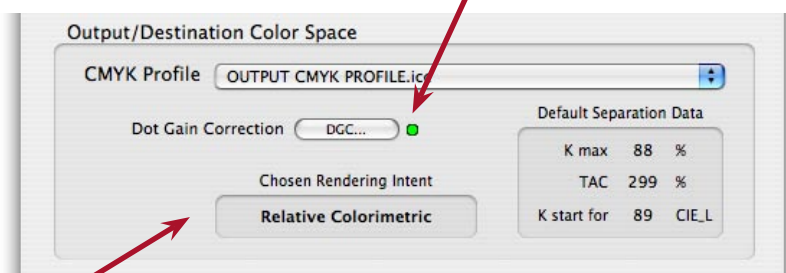 Output/Destination Color Space
CMYK Profile OUTPUT CMYK PROFILE.icc
Dot Gain Correction DGC...
Default Separation Data
K max 88 %
Chosen Rendering Intent
TAC 299 %
Relative Colorimetric
K start for 89 CIE_L